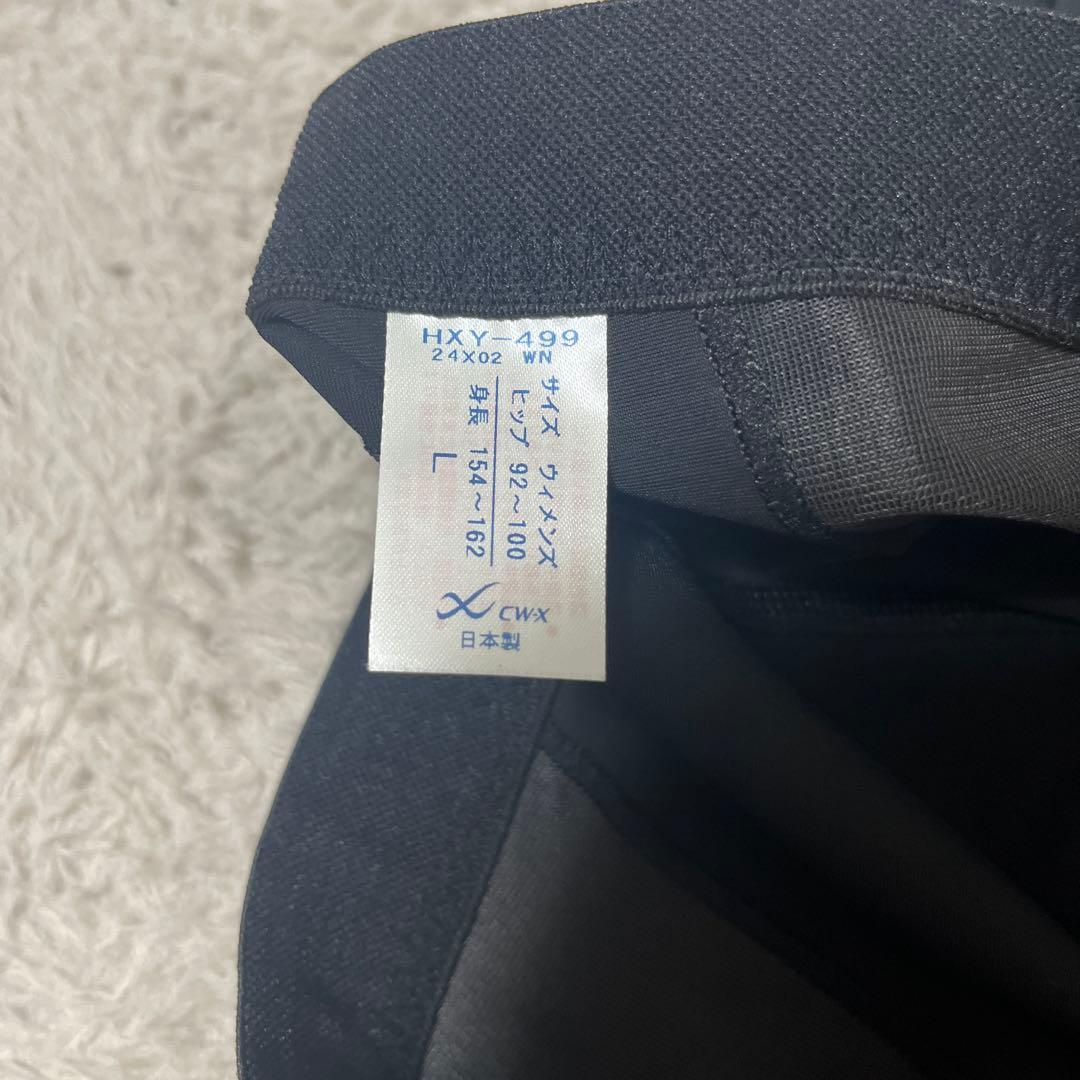 HXY-499
24X02 WN
サイズ ウィメンズ
ヒップ 92～100
身長 154～162
L
CW-X
日本製